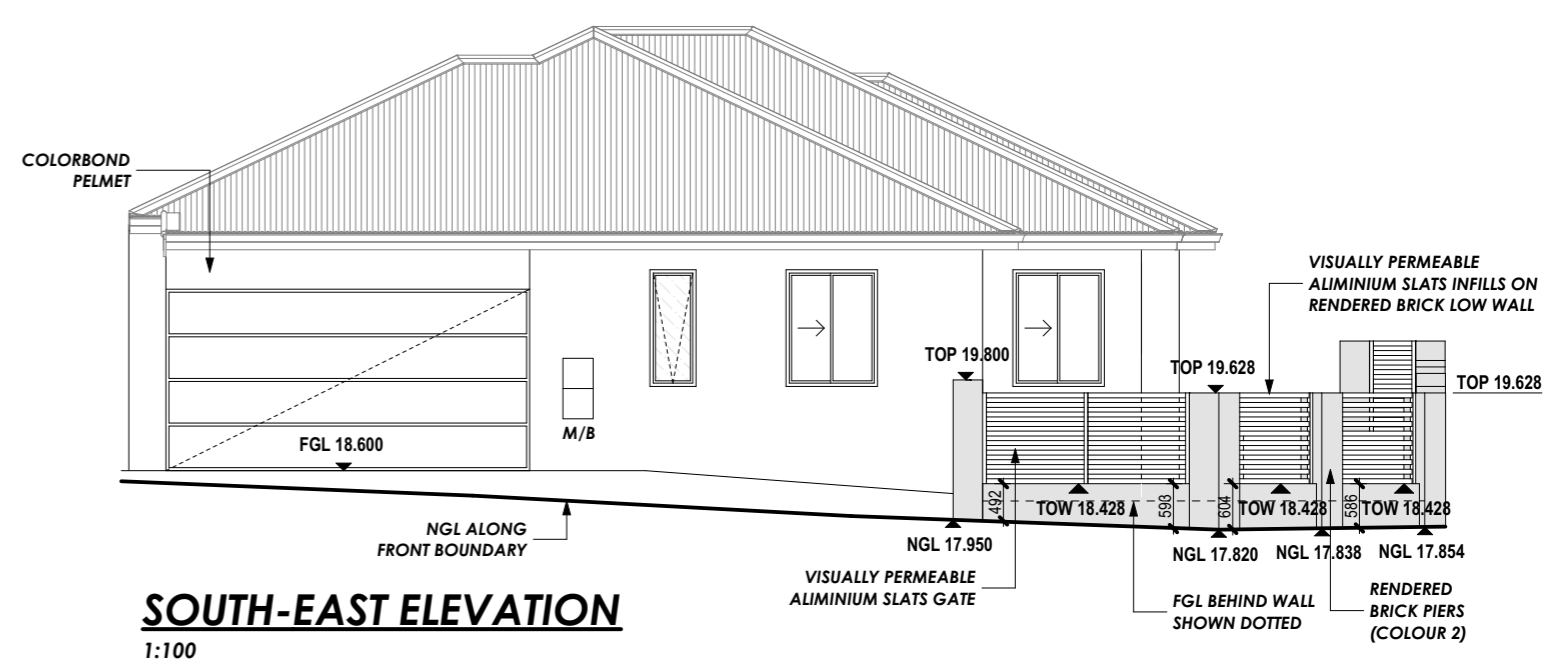 COLORBOND
PELMET
VISUALLY PERMEABLE
ALIMINIUM SLATS INFILLS ON
RENDERED BRICK LOW WALL
TOP 19.800
TOP 19.628
TOP 19.628
M/B
FGL 18.600
492
TOW 18.428
593
604
TOW 18.428
586
TOW 18.428
NGL ALONG
FRONT BOUNDARY
NGL 17.950
NGL 17.820
NGL 17.838
NGL 17.854
VISUALLY PERMEABLE
ALIMINIUM SLATS GATE
FGL BEHIND WALL
SHOWN DOTTED
RENDERED
BRICK PIERS
(COLOUR 2)
SOUTH-EAST ELEVATION
1:100